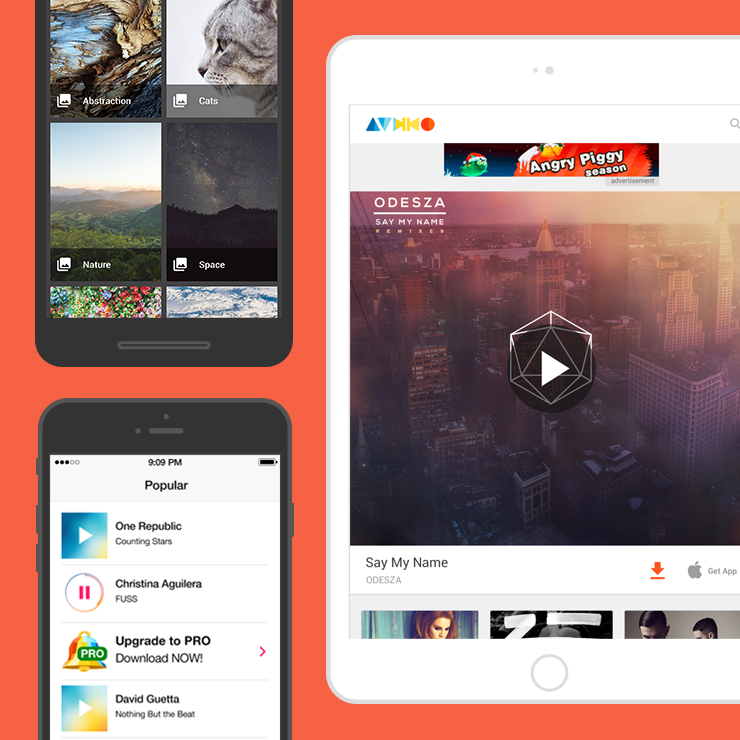 Abstraction
Cats
Nature
Space
9:09 PM
Popular
One Republic
Counting Stars
Christina Aguilera
FUSS
Upgrade to PRO
Download NOW!
PRO
David Guetta
Nothing But the Beat
Angry Piggy
season
advertisement
ODESZA
SAY MY NAME
REMIXES
Say My Name
ODESZA
Get App